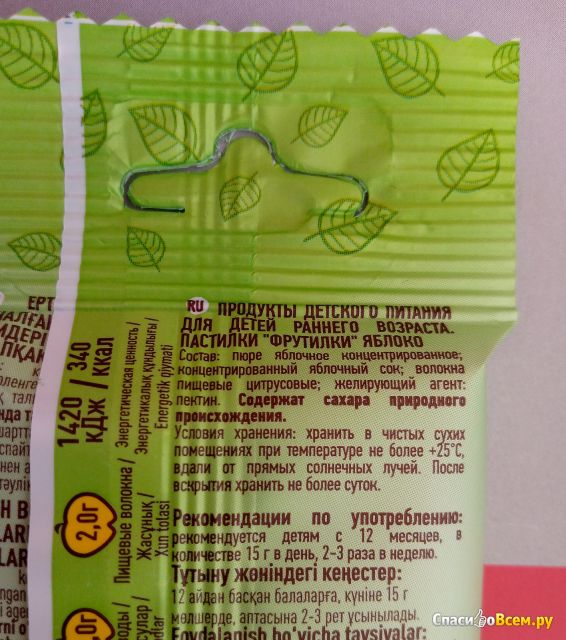 RU ПРОДУКТЫ ДЕТСКОГО ПИТАНИЯ
ДЛЯ ДЕТЕЙ РАННЕГО ВОЗРАСТА.
ПАСТИЛКИ "ФРУТИЛКИ" ЯБЛОКО
Состав: пюре яблочное концентрированное;
концентрированный яблочный сок; волокна
пищевые цитрусовые; желирующий агент:
пектин. Содержат сахара природного
происхождения.
Условия хранения: хранить в чистых сухих
помещениях при температуре не более +25°С,
вдали от прямых солнечных лучей. После
вскрытия хранить не более суток.
Рекомендации по употреблению:
рекомендуется детям с 12 месяцев, в
количестве 15 г в день, 2-3 раза в неделю.
Тұтыну жөніндегі кеңестер:
12 айдан басқан балаларға, күніне 15 г
мөлшерде, аптасына 2-3 рет ұсынылады.
Foydalanish bo'yicha tavsiyalar:
1420 / 340
кДж / ккал
Энергетическая ценность /
Энергетикалық құндылығы /
Energetik qiymati
2,0г
Пищевые волокна /
Жасұнық /
Xun tolasi
СпасибоВсем.ру